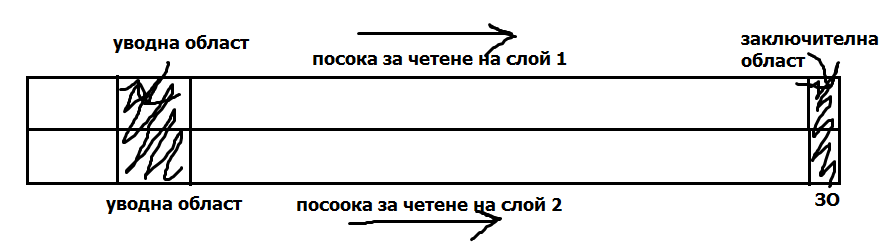 уводна област
посока за четене на слой 1
заключителна
област
уводна област
посоока за четене на слой 2
ЗО